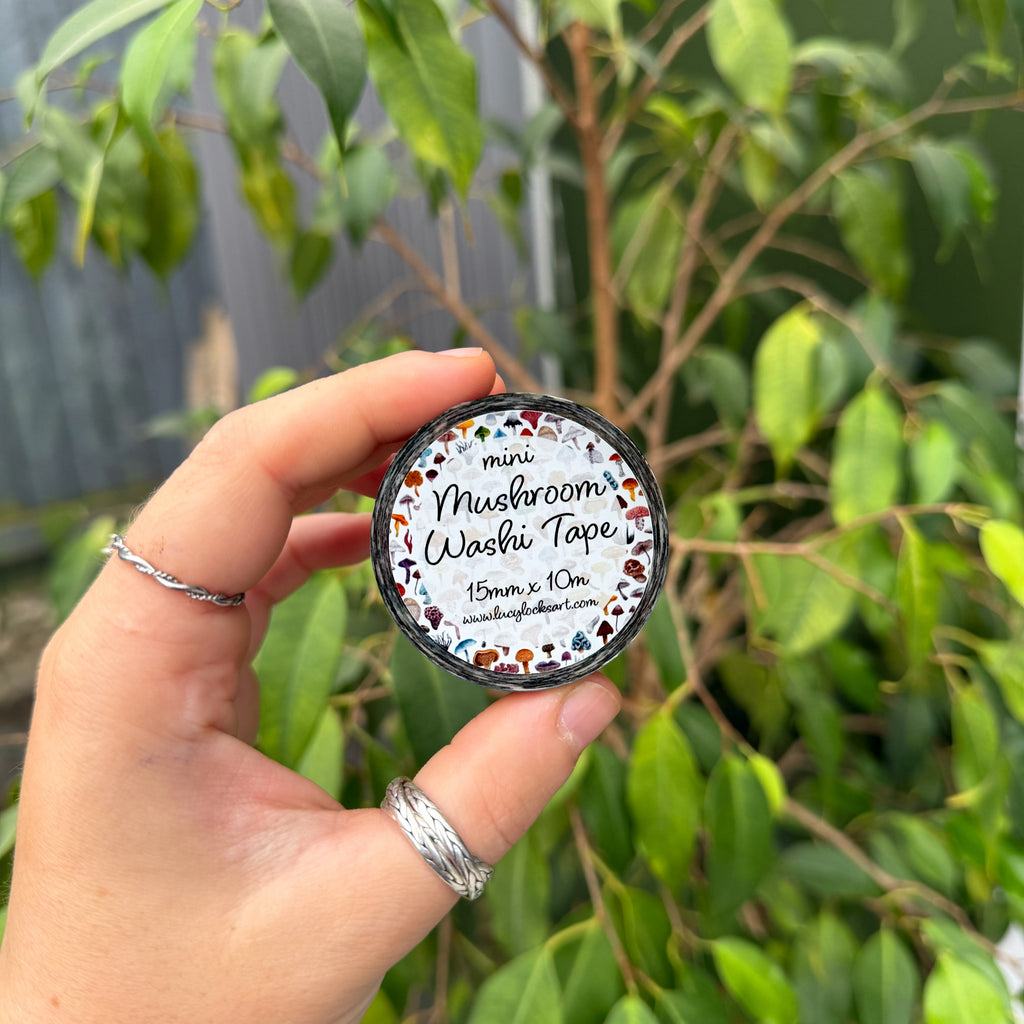 mini
Mushroom
Washi Tape
15mm x 10m
www.lucylocksart.com